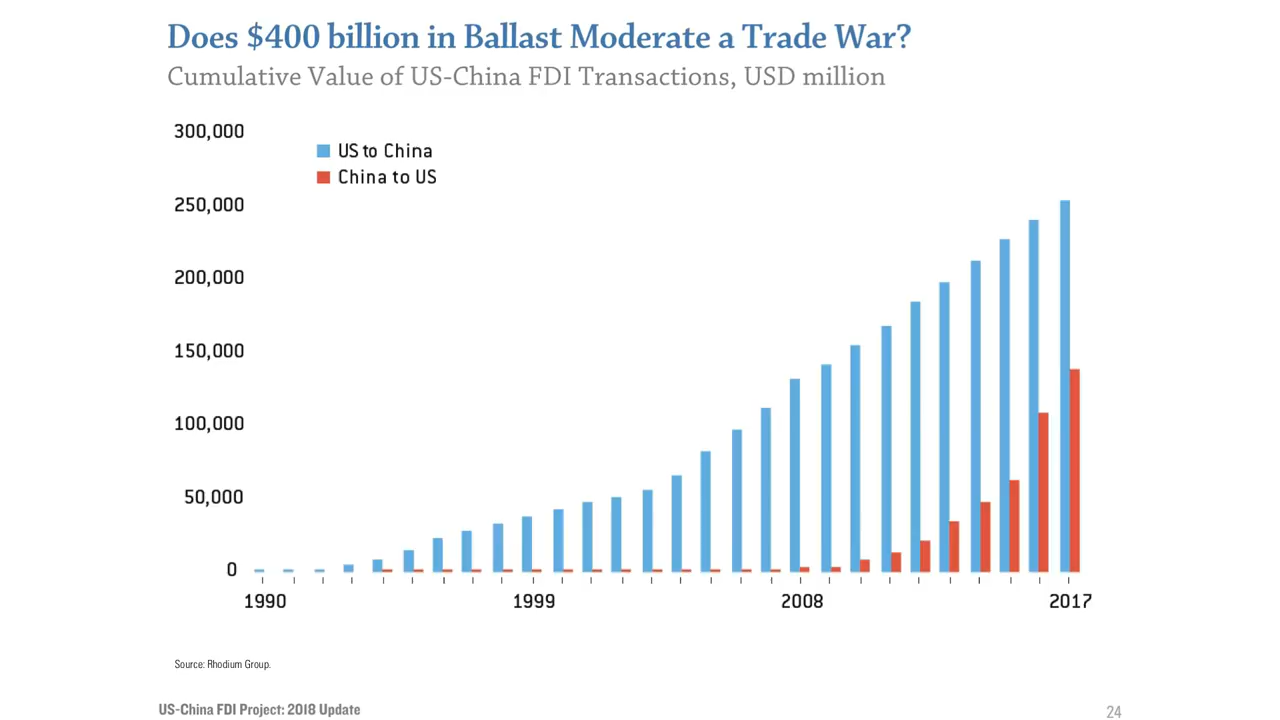 Does $400 billion in Ballast Moderate a Trade War?
Cumulative Value of US-China FDI Transactions, USD million
300,000
US to China
China to US
250,000
200,000
150,000
100,000
50,000
0
1990
1999
2008
2017
Source: Rhodium Group.
US-China FDI Project: 2018 Update
24